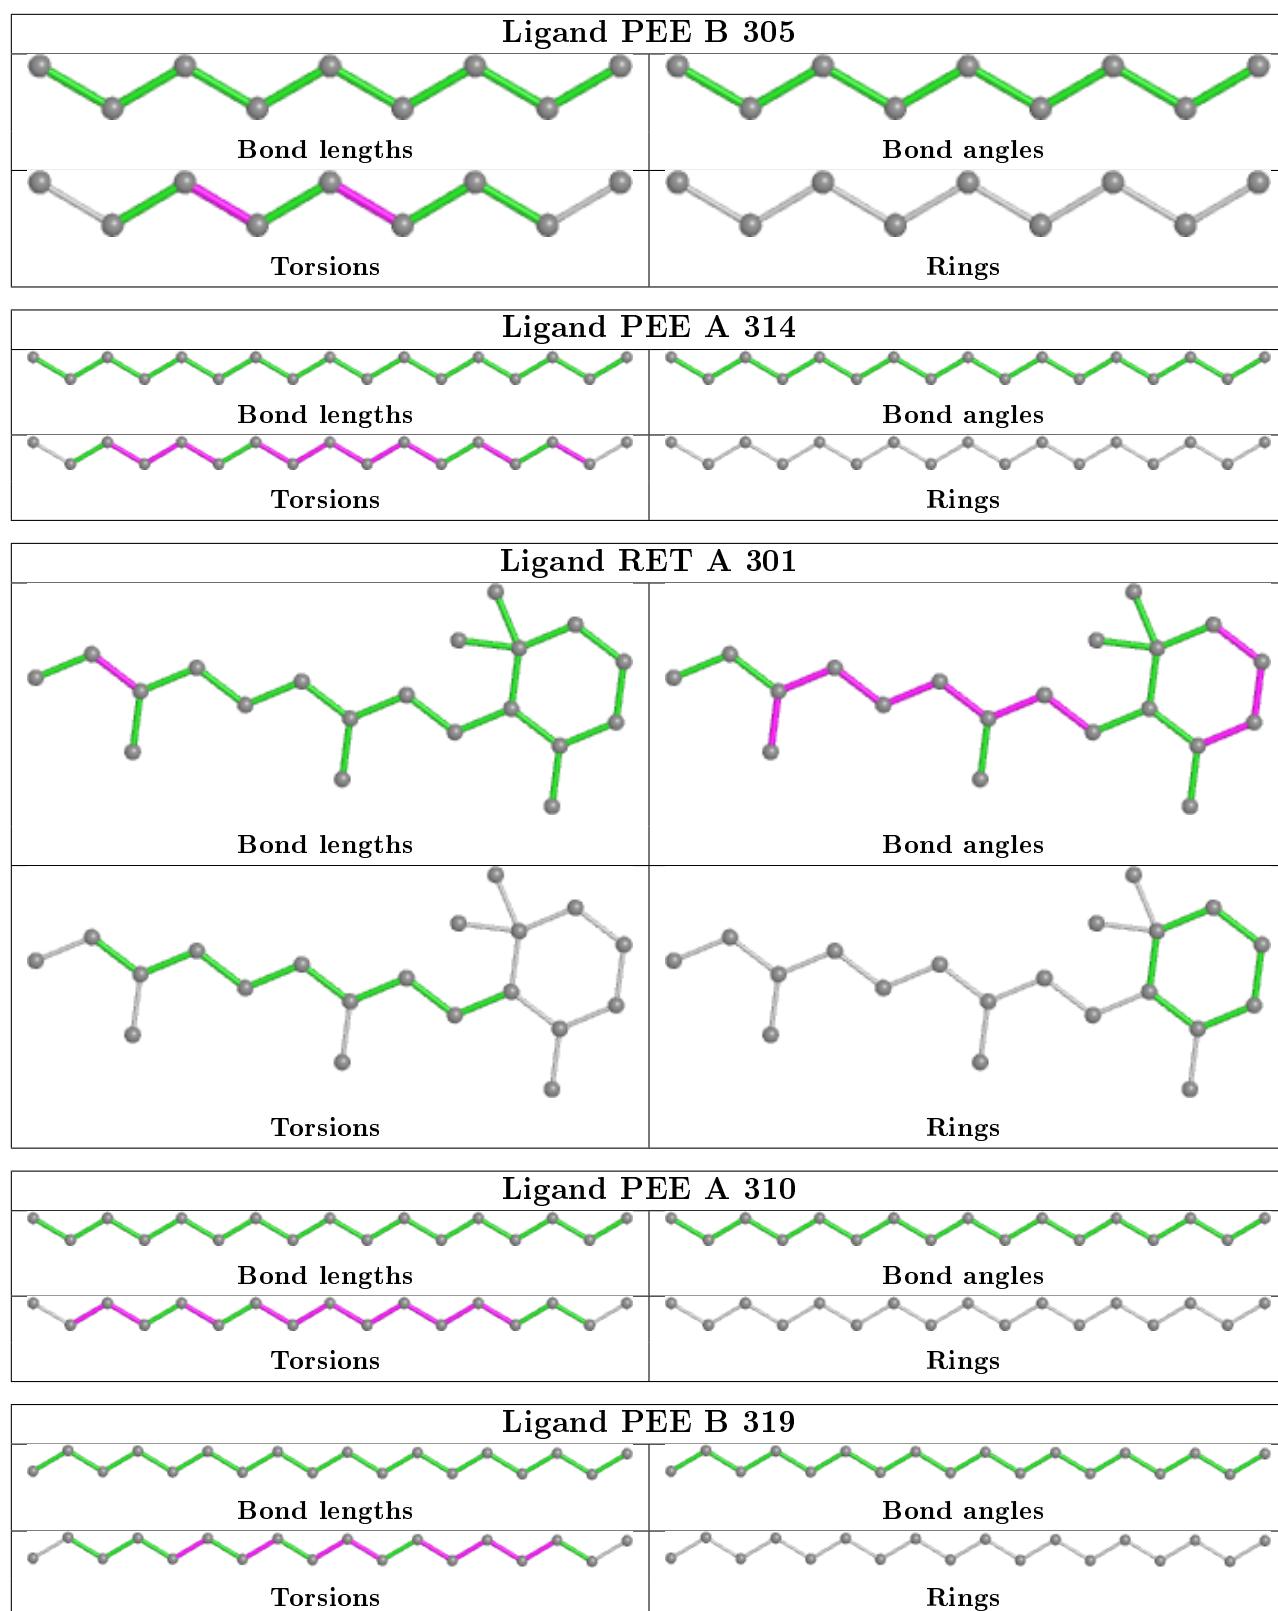 Ligand PEE B 305
Bond lengths
Bond angles
Torsions
Rings
Ligand PEE A 314
Bond lengths
Bond angles
Torsions
Rings
Ligand RET A 301
Bond lengths
Bond angles
Torsions
Rings
Ligand PEE A 310
Bond lengths
Bond angles
Torsions
Rings
Ligand PEE B 319
Bond lengths
Bond angles
Torsions
Rings